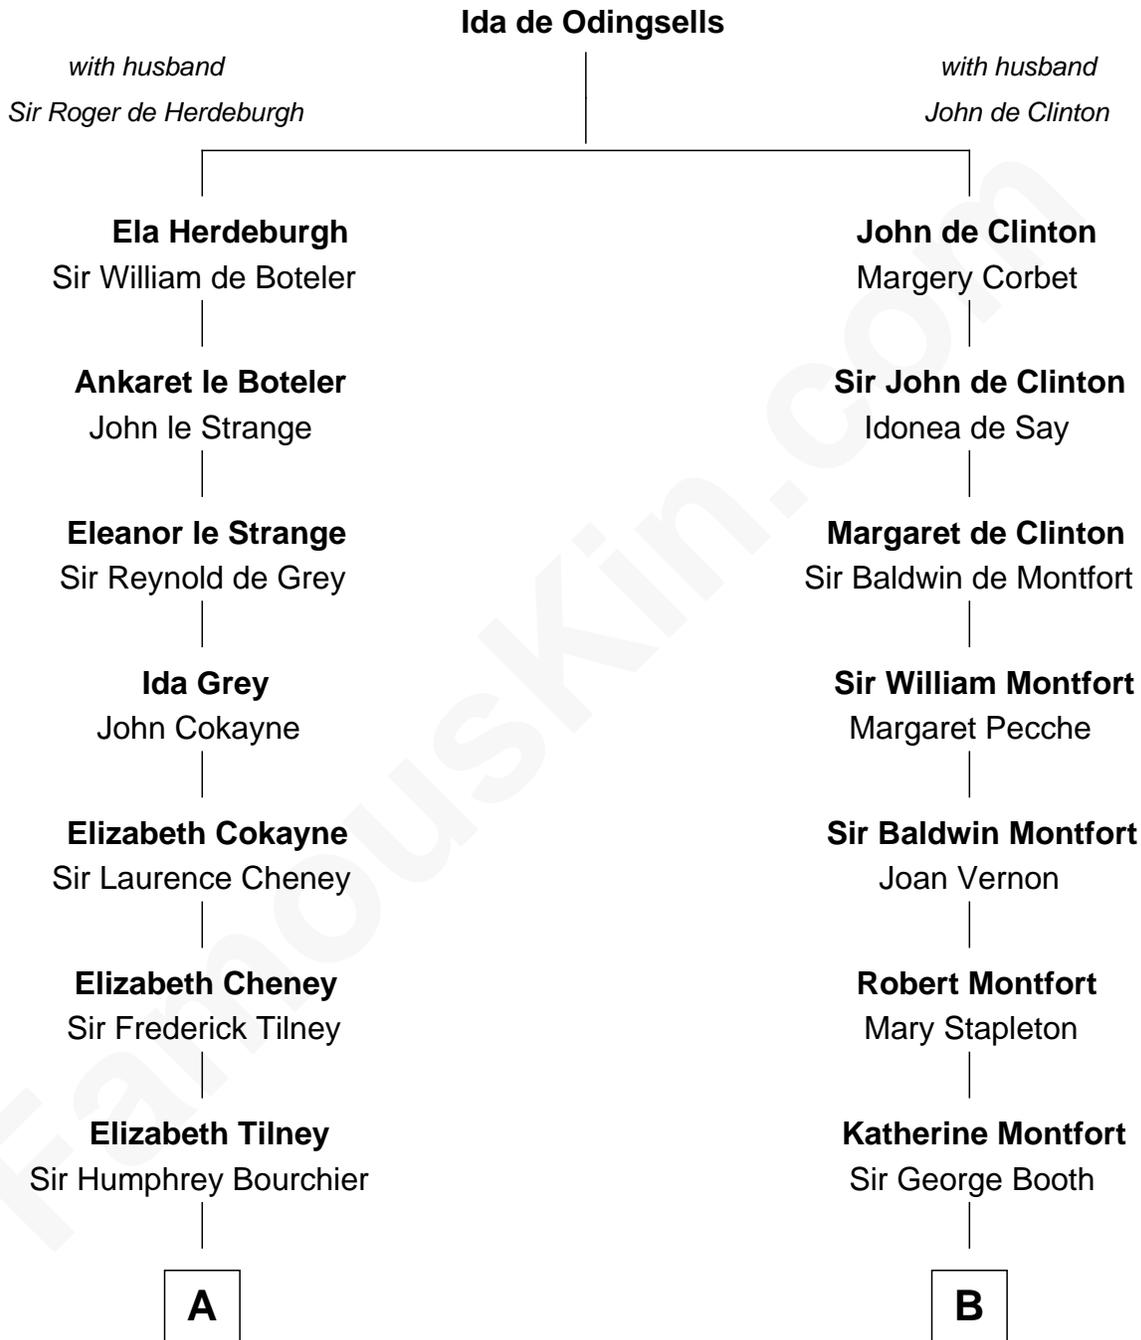 Ida de Odingsells
with husband
Sir Roger de Herdeburgh
with husband
John de Clinton
Ela Herdeburgh
Sir William de Boteler
Ankaret le Boteler
John le Strange
Eleanor le Strange
Sir Reynold de Grey
Ida Grey
John Cokayne
Elizabeth Cokayne
Sir Laurence Cheney
Elizabeth Cheney
Sir Frederick Tilney
Elizabeth Tilney
Sir Humphrey Bourchier
A
John de Clinton
Margery Corbet
Sir John de Clinton
Idonea de Say
Margaret de Clinton
Sir Baldwin de Montfort
Sir William Montfort
Margaret Pecche
Sir Baldwin Montfort
Joan Vernon
Robert Montfort
Mary Stapleton
Katherine Montfort
Sir George Booth
B
FamousKin.com